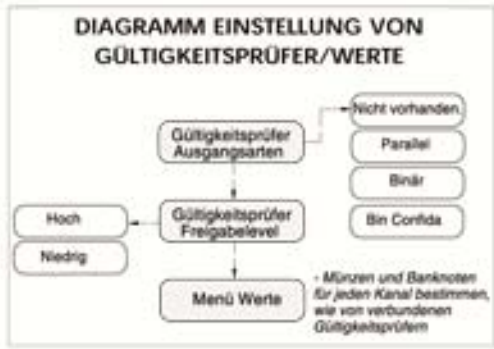 DIAGRAMM EINSTELLUNG VON
GÜLTIGKEITSPRÜFER/WERTE
Nicht vorhanden.
Gültigkeitsprüfer
Ausgangsarten
Parallel
Binär
Bin Confida
Hoch
Niedrig
Gültigkeitsprüfer
Freigabelevel
Menü Werte
- Münzen und Banknoten
für jeden Kanal bestimmen,
wie von verbundenen
Gültigkeitsprüfern